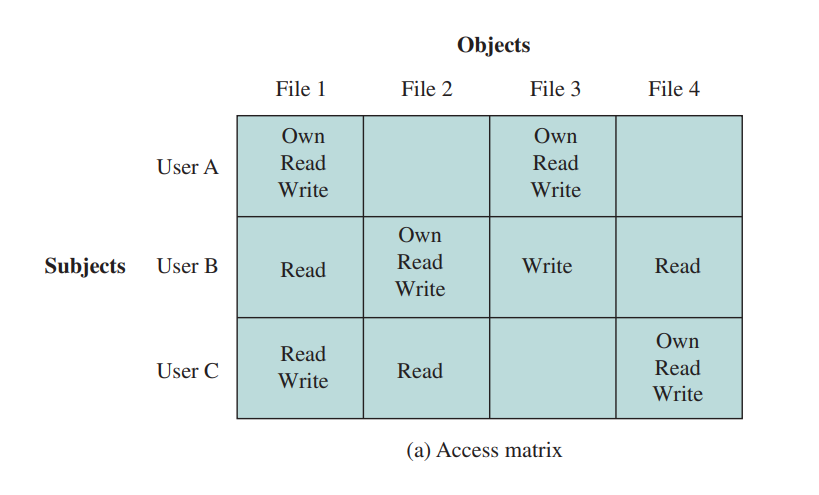 Objects
File 1 File 2 File 3 File 4
User A
Own
Read
Write
Own
Read
Write
Subjects
User B
Read
Own
Read
Write
Write
Read
User C
Read
Write
Read
Own
Read
Write
(a) Access matrix